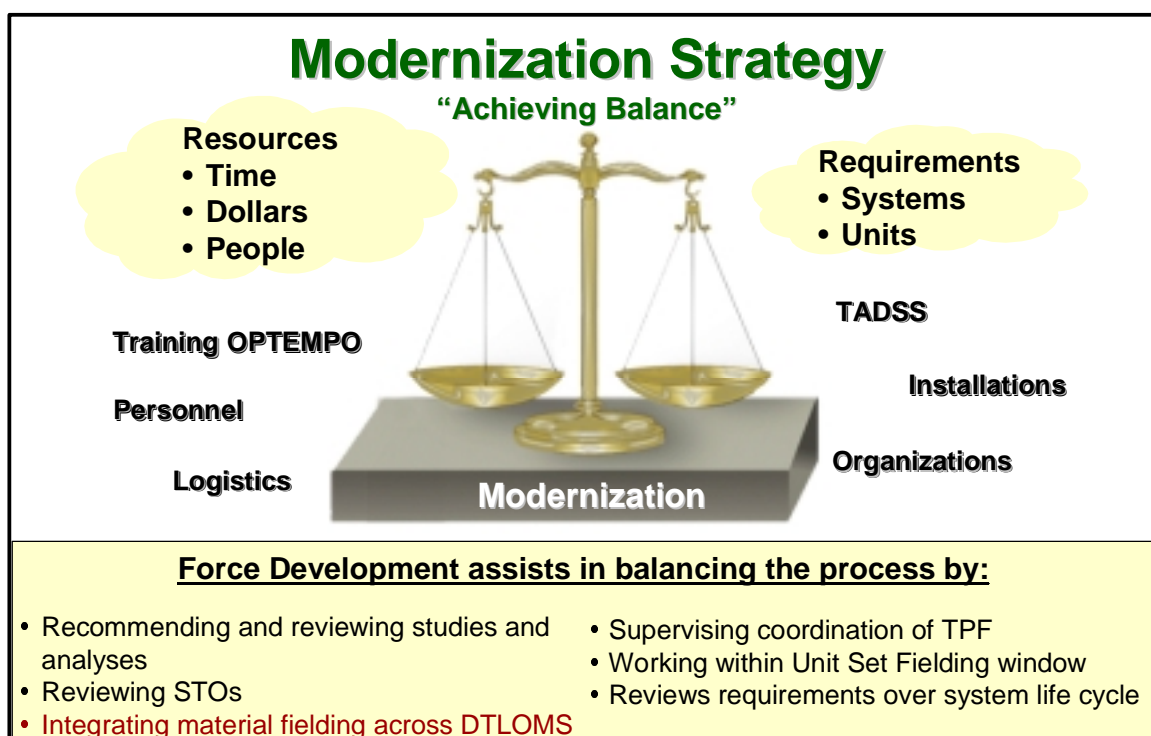 Modernization Strategy
“Achieving Balance”
Resources
• Time
• Dollars
• People
Requirements
• Systems
• Units
Training OPTEMPO
Personnel
Logistics
TADSS
Installations
Organizations
Modernization
Force Development assists in balancing the process by:
• Recommending and reviewing studies and
analyses
• Reviewing STOs
• Integrating material fielding across DTLOMS
• Supervising coordination of TPF
• Working within Unit Set Fielding window
• Reviews requirements over system life cycle